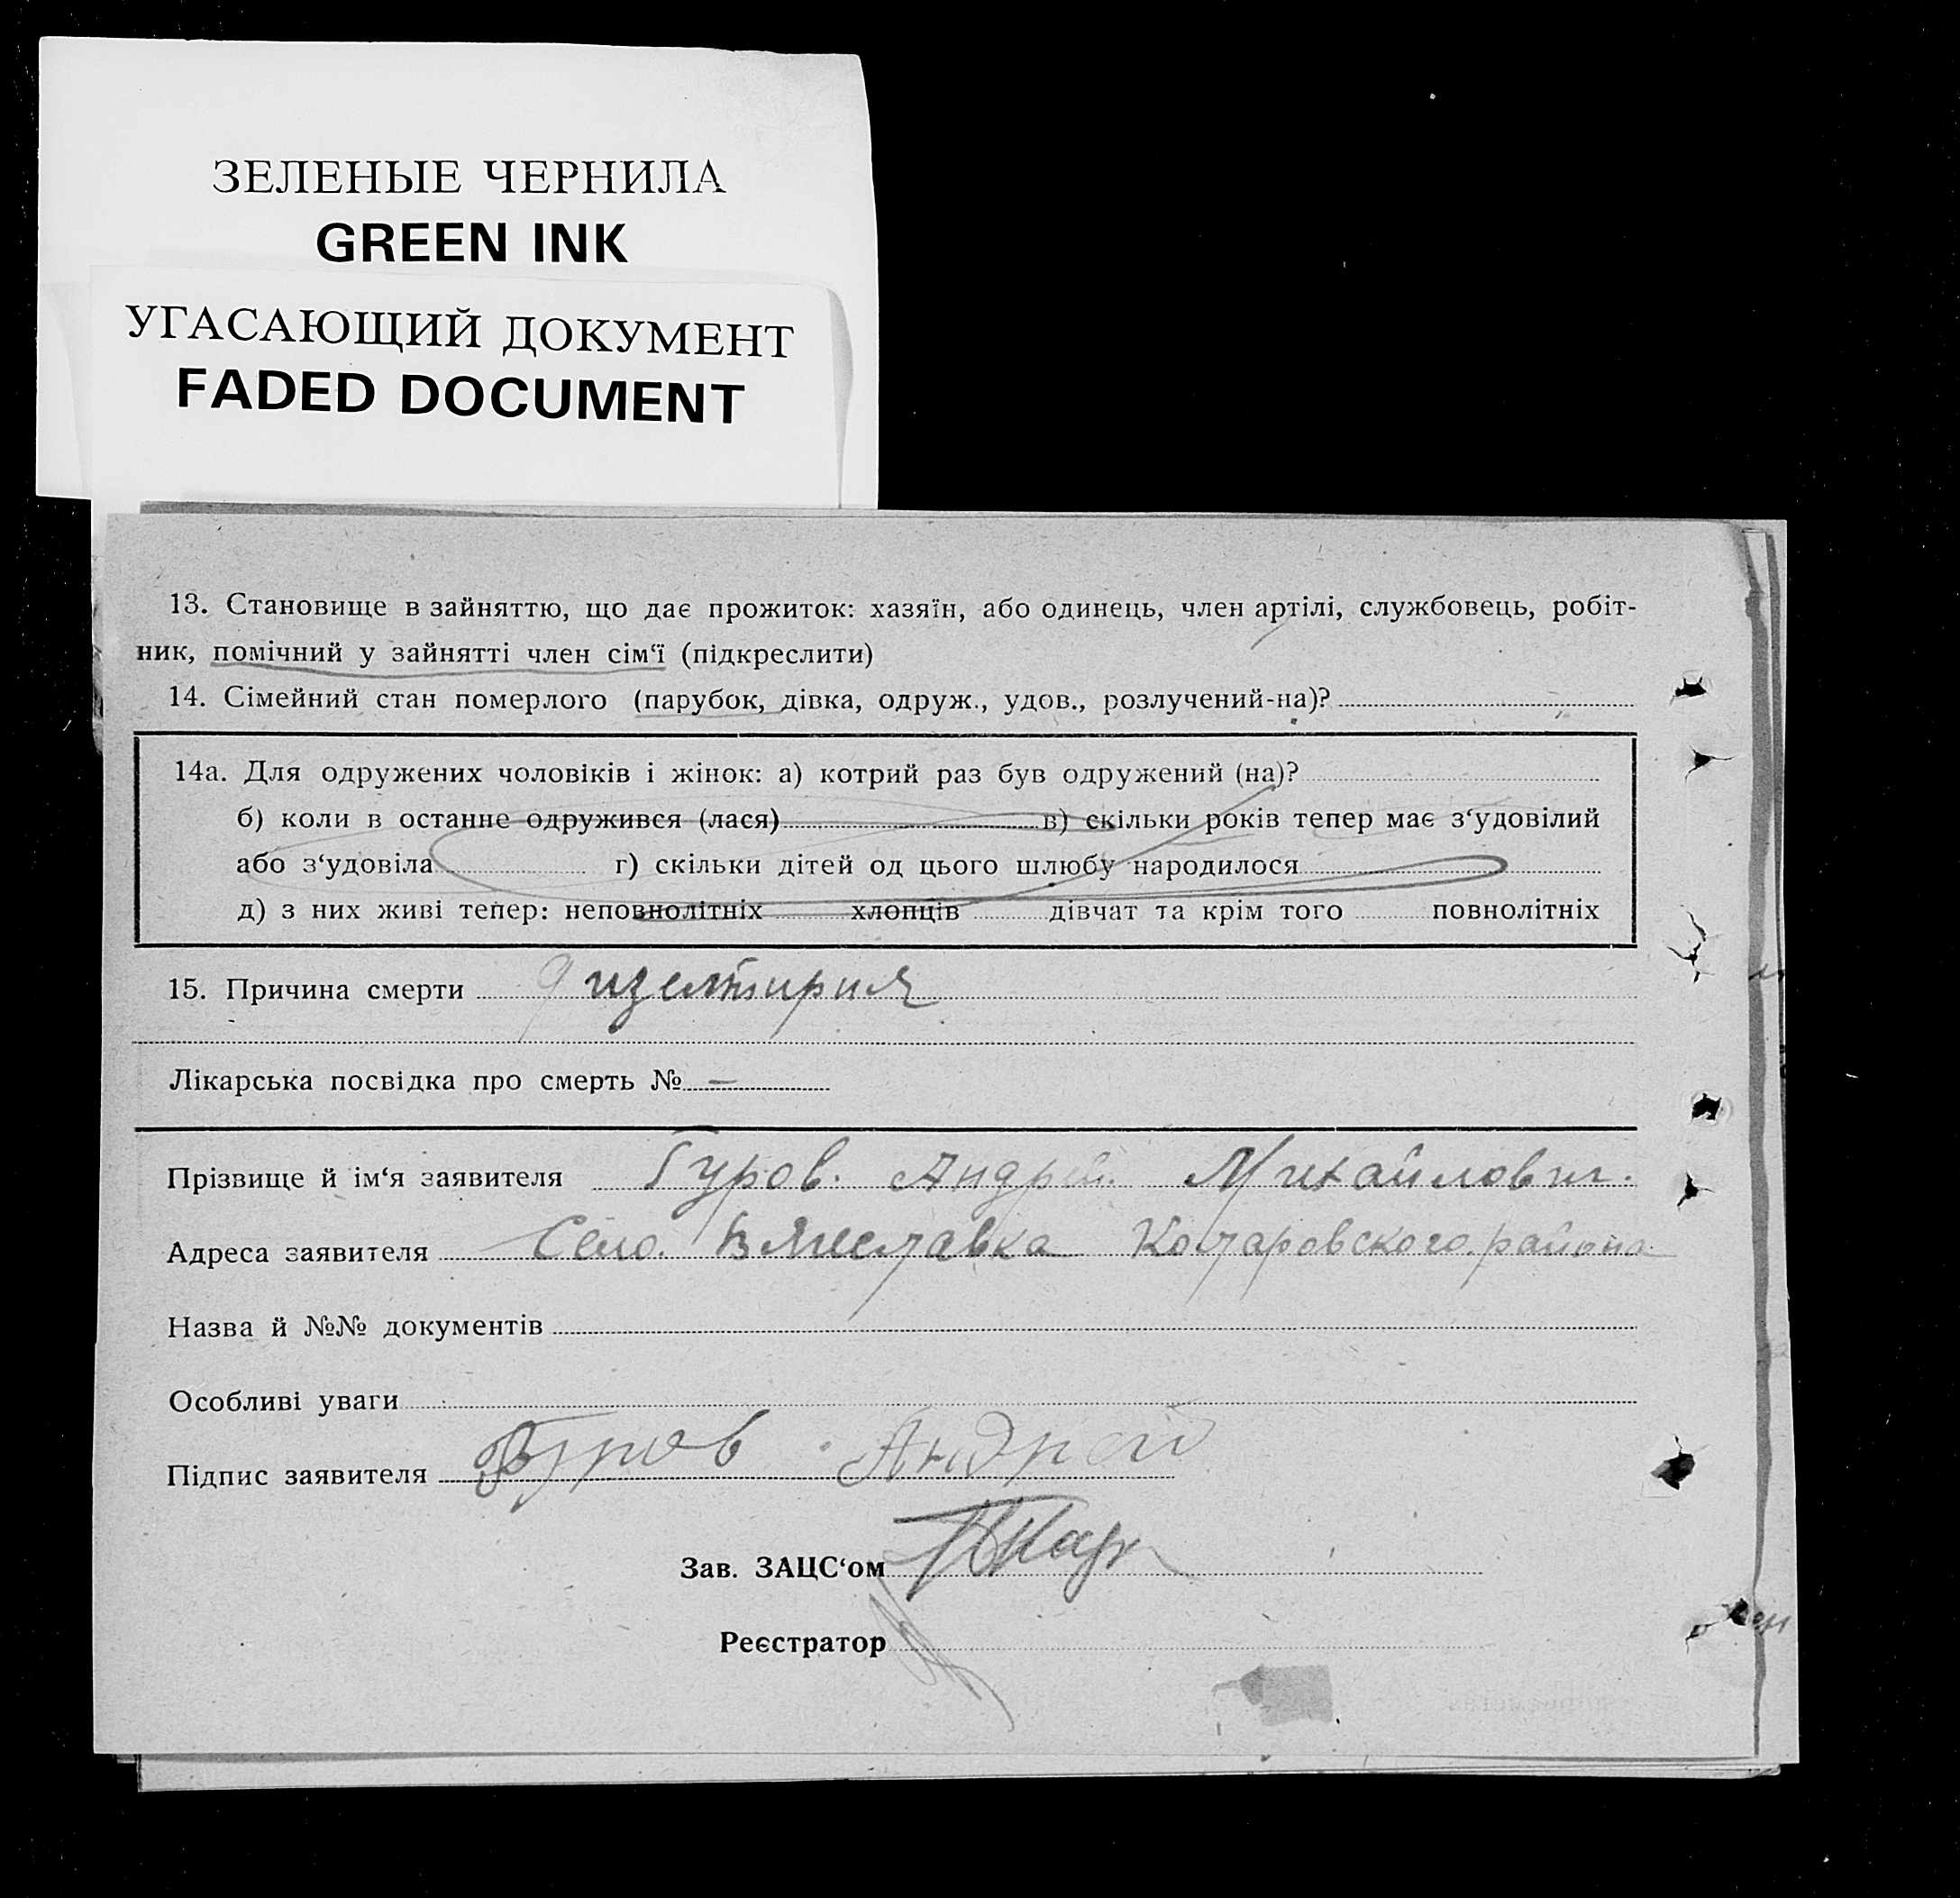 ЗЕЛЕНЫЕ ЧЕРНИЛА
GREEN INK
УГАСАЮЩИЙ ДОКУМЕНТ
FADED DOCUMENT
13. Становище в зайняттю, що дає прожиток: хазяїн, або одинець, член артілі, службовець, робіт-
ник, помічний у зайнятті член сім‘ї (підкреслити)
14. Сімейний стан померлого (парубок, дівка, одруж., удов., розлучений-на)?
14а. Для одружених чоловіків і жінок: а) котрий раз був одружений (на)?
б) коли в останнє одружився (лася) в) скільки років тепер має з‘удовілий
або з‘удовіла г) скільки дітей од цього шлюбу народилося
д) з них живі тепер: неповнолітніх хлопців дівчат та крім того повнолітніх
15. Причина смерти дизентирия
Лікарська посвідка про смерть № —
Прізвище й ім‘я заявителя Гуров. Андрей. Михайлович.
Адреса заявителя Село. Вячеславка района
Назва й №№ документів
Особливі уваги
Підпис заявителя Гуров Андрей
Зав. ЗАЦС‘ом
Реєстратор